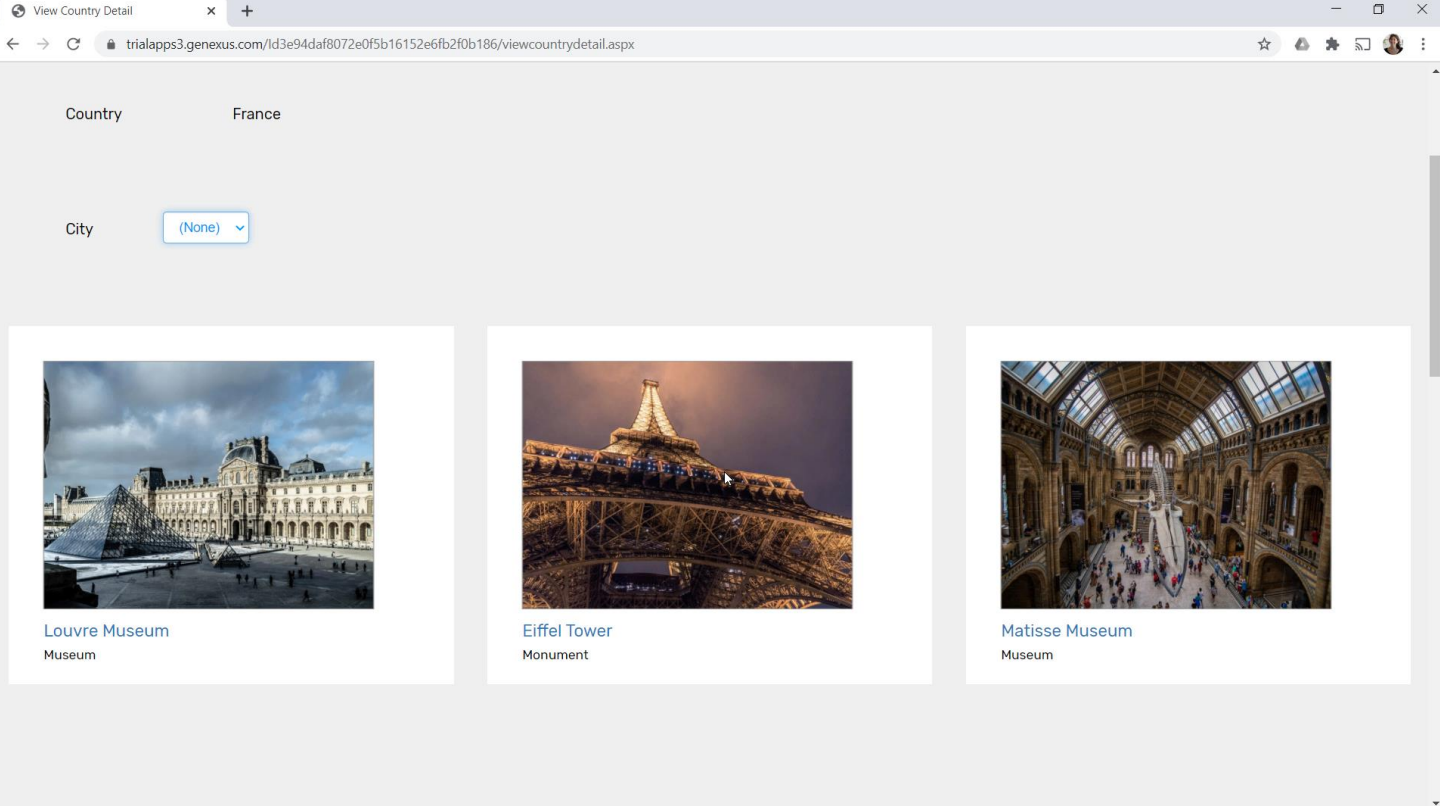 View Country Detail
trialapps3.genexus.com/Id3e94daf8072e0f5b16152e6fb2f0b186/viewcountrydetail.aspx
Country France
City (None)
Louvre Museum
Museum
Eiffel Tower
Monument
Matisse Museum
Museum